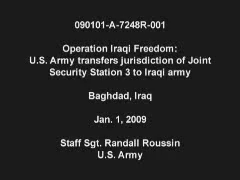 090101-A-7248R-001
Operation Iraqi Freedom:
U.S. Army transfers jurisdiction of Joint
Security Station 3 to Iraqi army
Baghdad, Iraq
Jan. 1, 2009
Staff Sgt. Randall Roussin
U.S. Army